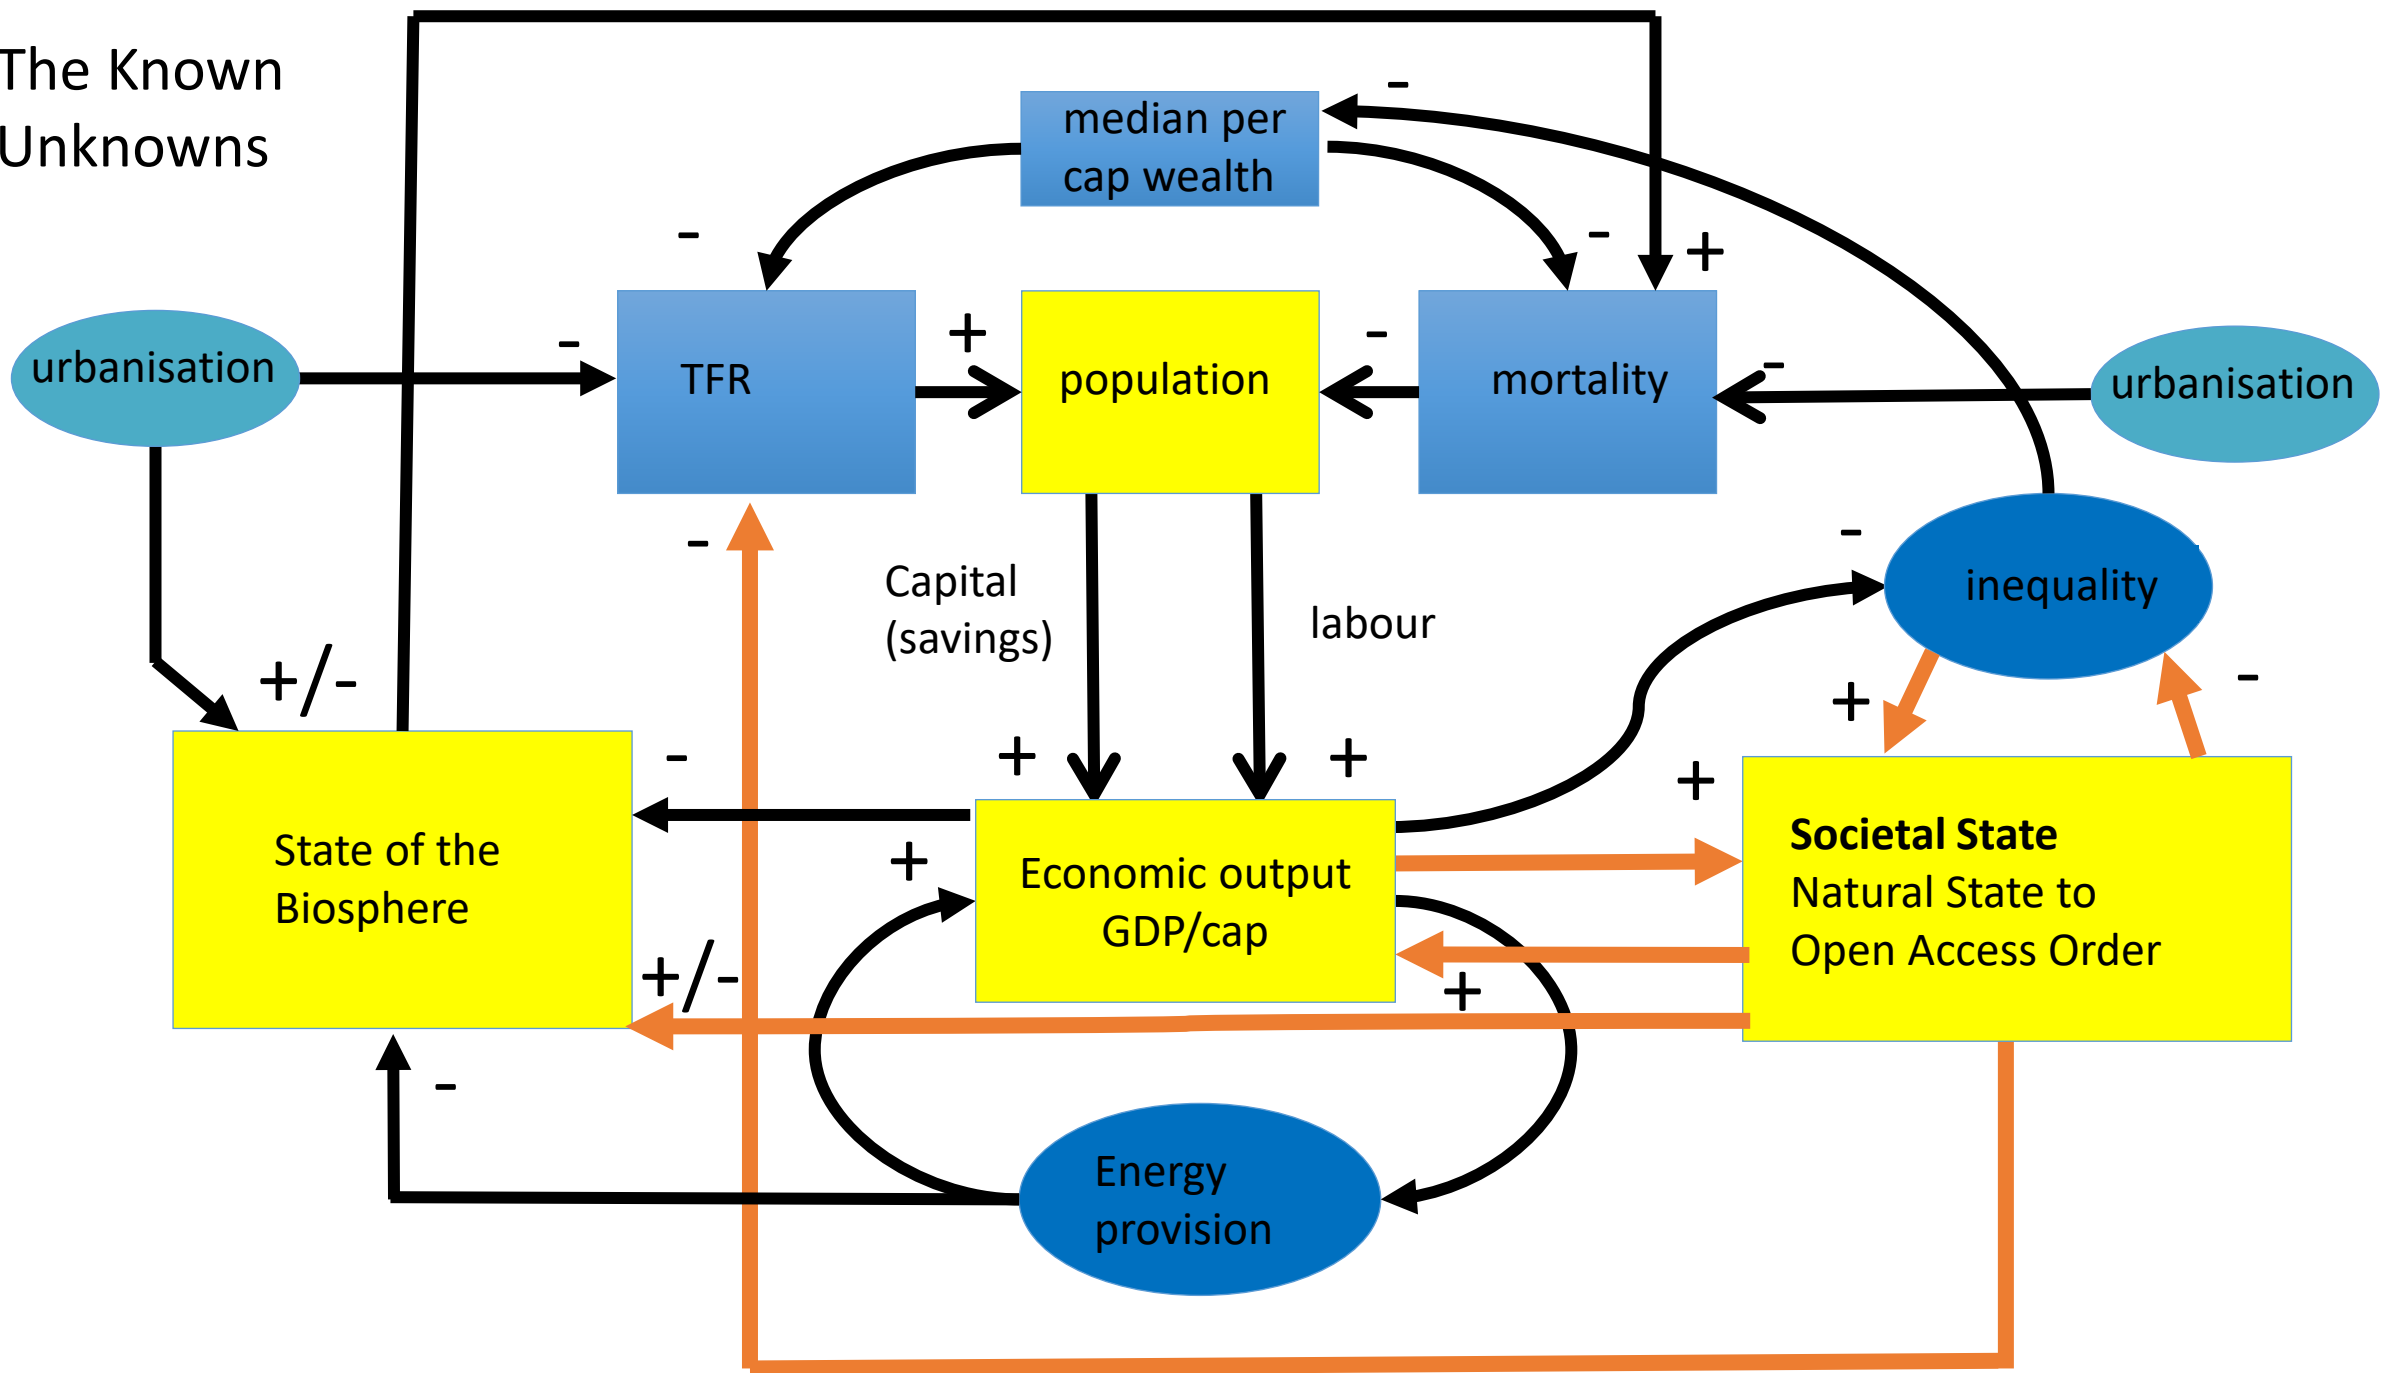 The Known
Unknowns
-
median per
cap wealth
-
-
+
urbanisation
-
TFR
+
population
-
mortality
-
urbanisation
-
Capital
(savings)
labour
-
inequality
+/-
+
-
-
+
+
+
State of the
Biosphere
+
Economic output
GDP/cap
Societal State
Natural State to
Open Access Order
+/-
+
-
Energy
provision